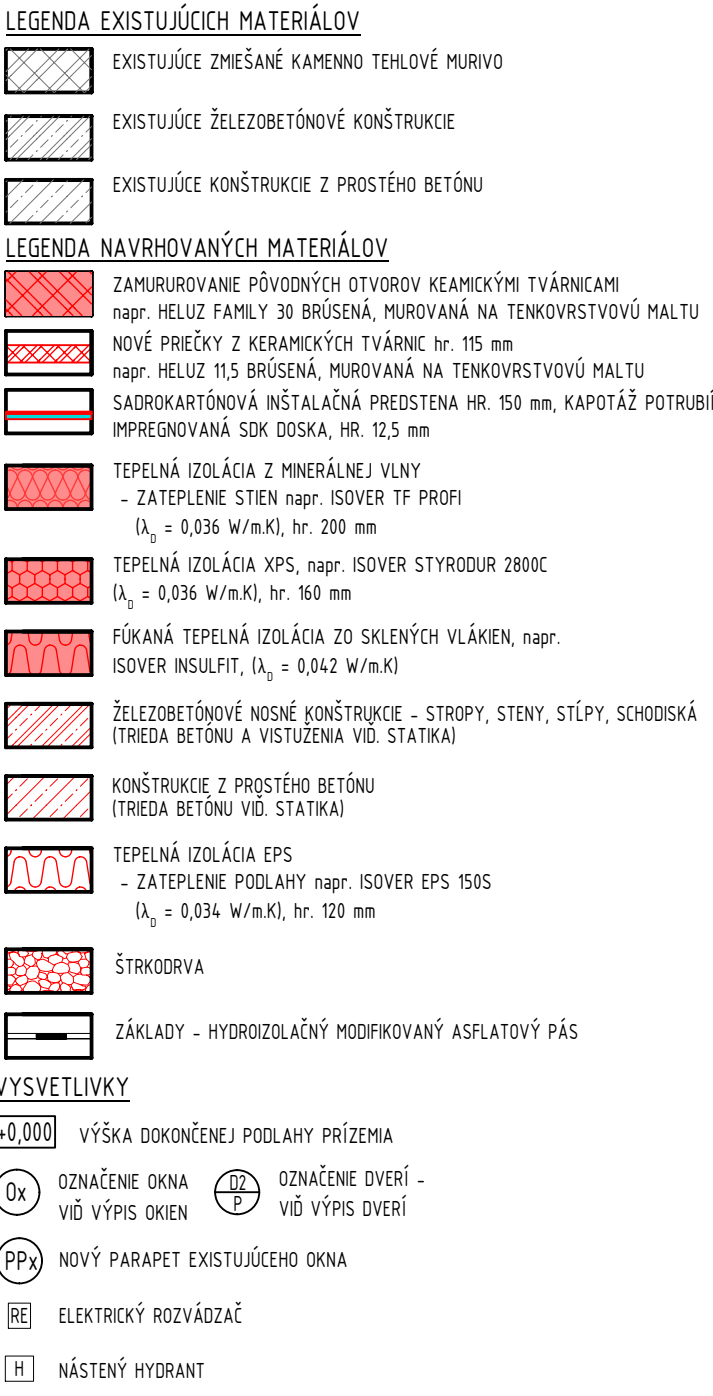 LEGENDA EXISTUJÚCICH MATERIÁLOV
EXISTUJÚCE ZMIEŠANÉ KAMENNO TEHLOVÉ MURIVO
EXISTUJÚCE ŽELEZOBETÓNOVÉ KONŠTRUKCIE
EXISTUJÚCE KONŠTRUKCIE Z PROSTÉHO BETÓNU
LEGENDA NAVRHOVANÝCH MATERIÁLOV
ZAMURUROVANIE PÔVODNÝCH OTVOROV KEAMICKÝMI TVÁRNICAMI
napr. HELUZ FAMILY 30 BRÚSENÁ, MUROVANÁ NA TENKOVRSTVOVÚ MALTU
NOVÉ PRIEČKY Z KERAMICKÝCH TVÁRNIC hr. 115 mm
napr. HELUZ 11,5 BRÚSENÁ, MUROVANÁ NA TENKOVRSTVOVÚ MALTU
SADROKARTÓNOVÁ INŠTALAČNÁ PREDSTENA HR. 150 mm, KAPOTÁŽ POTRUBÍ
IMPREGNOVANÁ SDK DOSKA, HR. 12,5 mm
TEPELNÁ IZOLÁCIA Z MINERÁLNEJ VLNY
- ZATEPLENIE STIEN napr. ISOVER TF PROFI
(λD = 0,036 W/m.K), hr. 200 mm
TEPELNÁ IZOLÁCIA XPS, napr. ISOVER STYRODUR 2800C
(λD = 0,036 W/m.K), hr. 160 mm
FÚKANÁ TEPELNÁ IZOLÁCIA ZO SKLENÝCH VLÁKIEN, napr.
ISOVER INSULFIT, (λD = 0,042 W/m.K)
ŽELEZOBETÓNOVÉ NOSNÉ KONŠTRUKCIE - STROPY, STENY, STĹPY, SCHODISKÁ
(TRIEDA BETÓNU A VISTUŽENIA VIĎ. STATIKA)
KONŠTRUKCIE Z PROSTÉHO BETÓNU
(TRIEDA BETÓNU VIĎ. STATIKA)
TEPELNÁ IZOLÁCIA EPS
- ZATEPLENIE PODLAHY napr. ISOVER EPS 150S
(λD = 0,034 W/m.K), hr. 120 mm
ŠTRKODRVA
ZÁKLADY - HYDROIZOLAČNÝ MODIFIKOVANÝ ASFLATOVÝ PÁS
VYSVETLIVKY
+0,000 VÝŠKA DOKONČENEJ PODLAHY PRÍZEMIA
Ox OZNAČENIE OKNA
VIĎ VÝPIS OKIEN
D2
P
OZNAČENIE DVERÍ -
VIĎ VÝPIS DVERÍ
PPx NOVÝ PARAPET EXISTUJÚCEHO OKNA
RE ELEKTRICKÝ ROZVÁDZAČ
H NÁSTENÝ HYDRANT